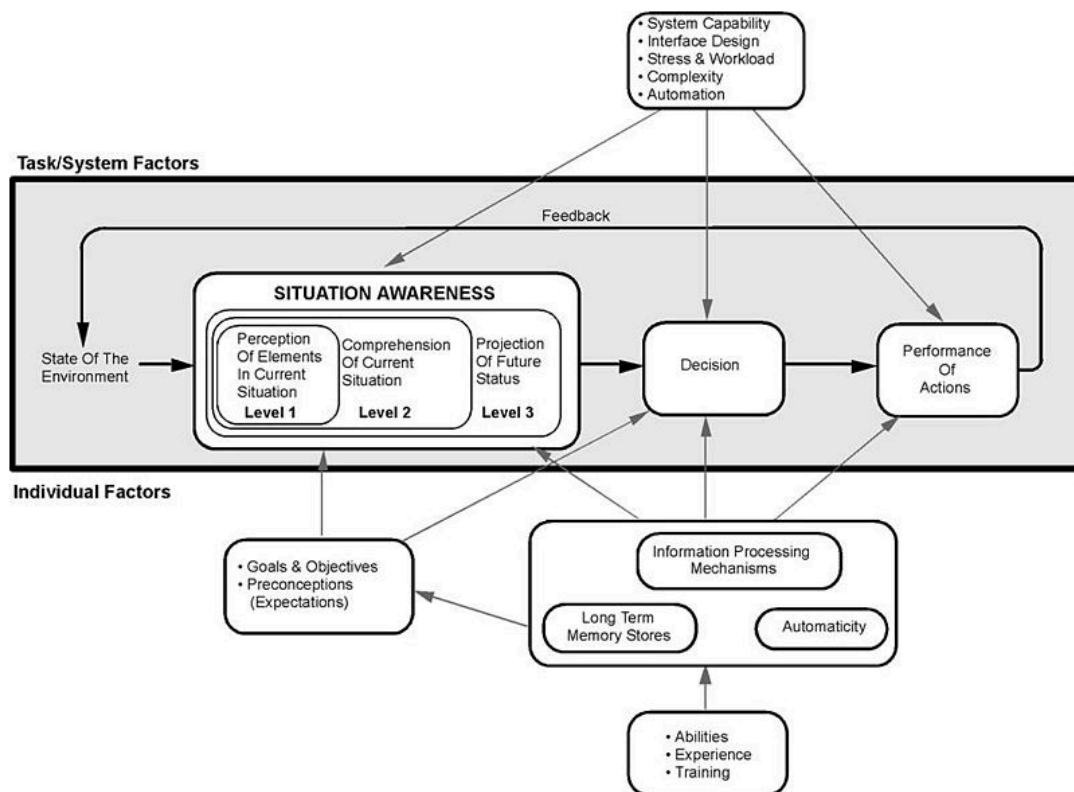 • System Capability
• Interface Design
• Stress & Workload
• Complexity
• Automation
Task/System Factors
Feedback
SITUATION AWARENESS
State Of The
Environment
Perception
Of Elements
In Current
Situation
Level 1
Comprehension
Of Current
Situation
Level 2
Projection
Of Future
Status
Level 3
Decision
Performance
Of
Actions
Individual Factors
• Goals & Objectives
• Preconceptions
(Expectations)
Information Processing
Mechanisms
Long Term
Memory Stores
Automaticity
• Abilities
• Experience
• Training